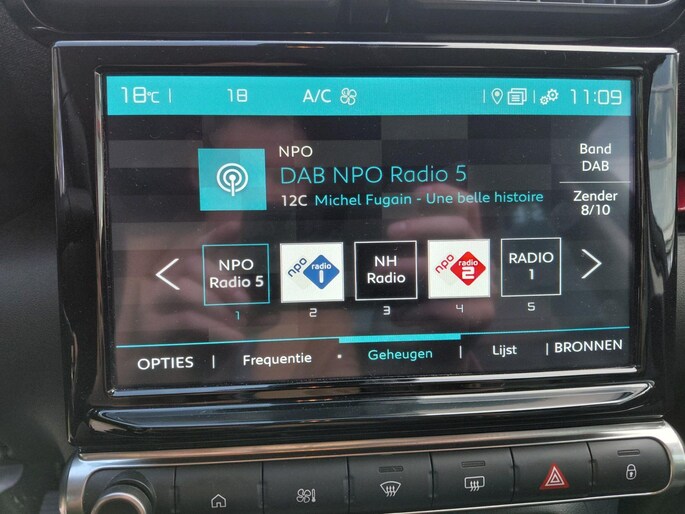 18°C | 18 A/C | | 11:09
NPO
DAB NPO Radio 5
12C Michel Fugain - Une belle histoire
Band
DAB
Zender
8/10
NPO
Radio 5
npo radio 1
NH
Radio
npo radio 2
RADIO
1
1 2 3 4 5
OPTIES | Frequentie • Geheugen | Lijst | BRONNEN